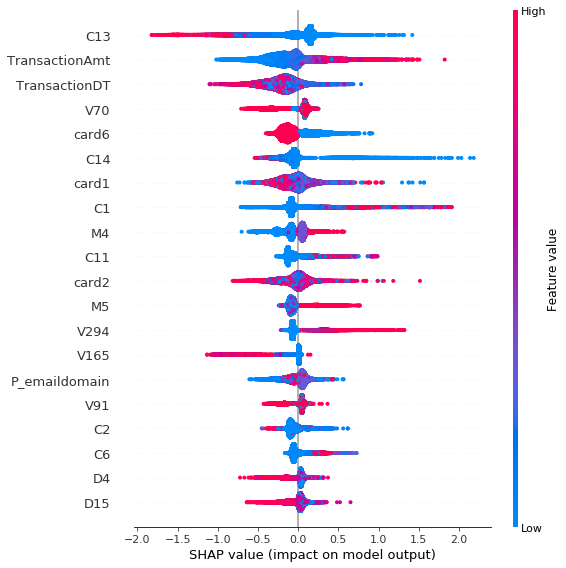 High
C13
TransactionAmt
TransactionDT
V70
card6
C14
card1
C1
M4
C11
card2
M5
V294
V165
P_emaildomain
V91
C2
C6
D4
D15
Feature value
Low
−2.0 −1.5 −1.0 −0.5 0.0 0.5 1.0 1.5 2.0
SHAP value (impact on model output)